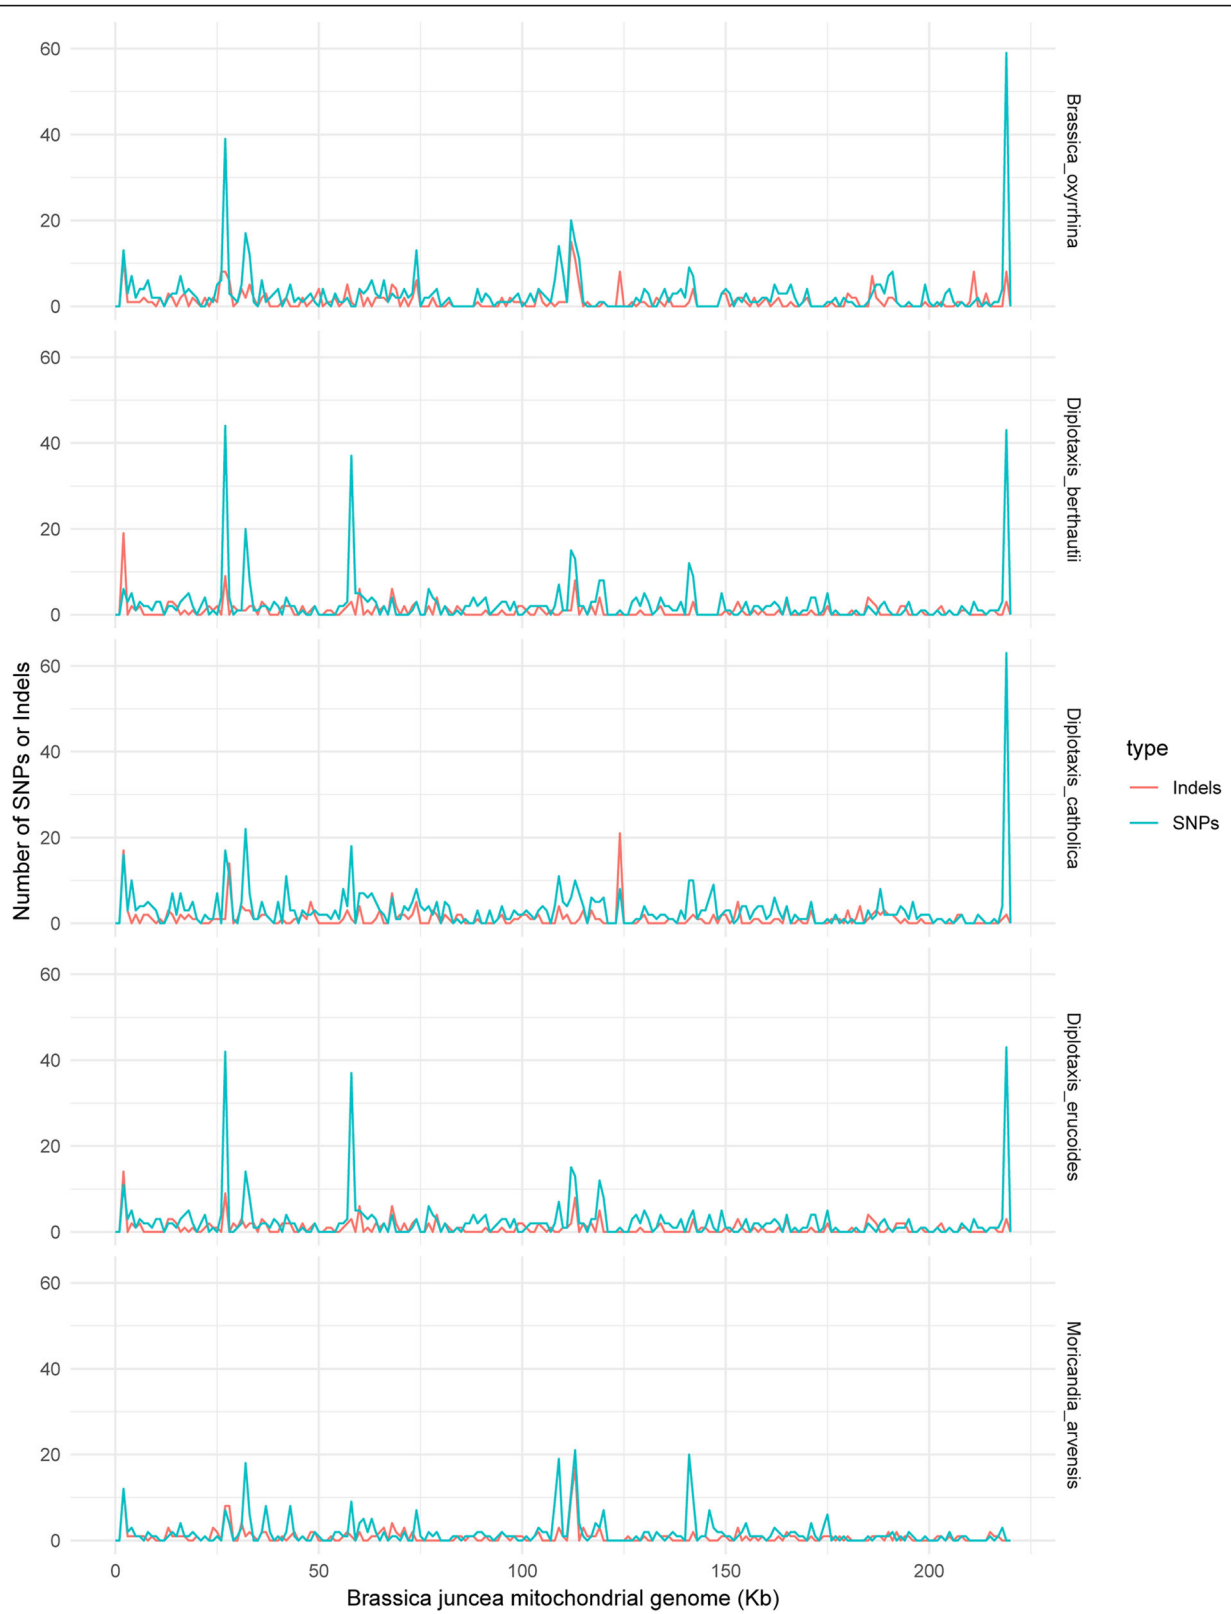 60
40
20
0
Brassica_oxyrrhina
60
40
20
0
Diplotaxis_berthautii
60
40
20
0
Diplotaxis_catholica
60
40
20
0
Diplotaxis_erucoides
60
40
20
0
Moricandia_arvensis
Number of SNPs or Indels
0 50 100 150 200
Brassica juncea mitochondrial genome (Kb)
type
Indels
SNPs